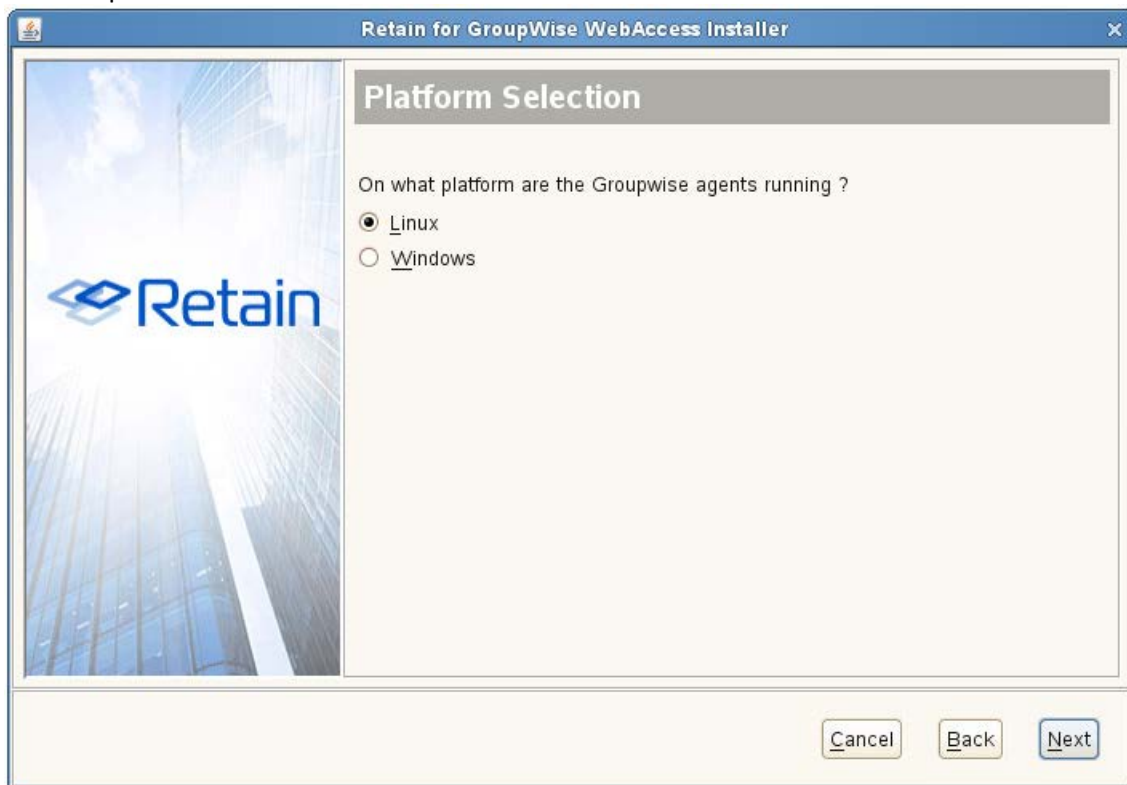 Retain for GroupWise WebAccess Installer
Platform Selection
On what platform are the Groupwise agents running ?
Linux
Windows
Retain
Cancel
Back
Next